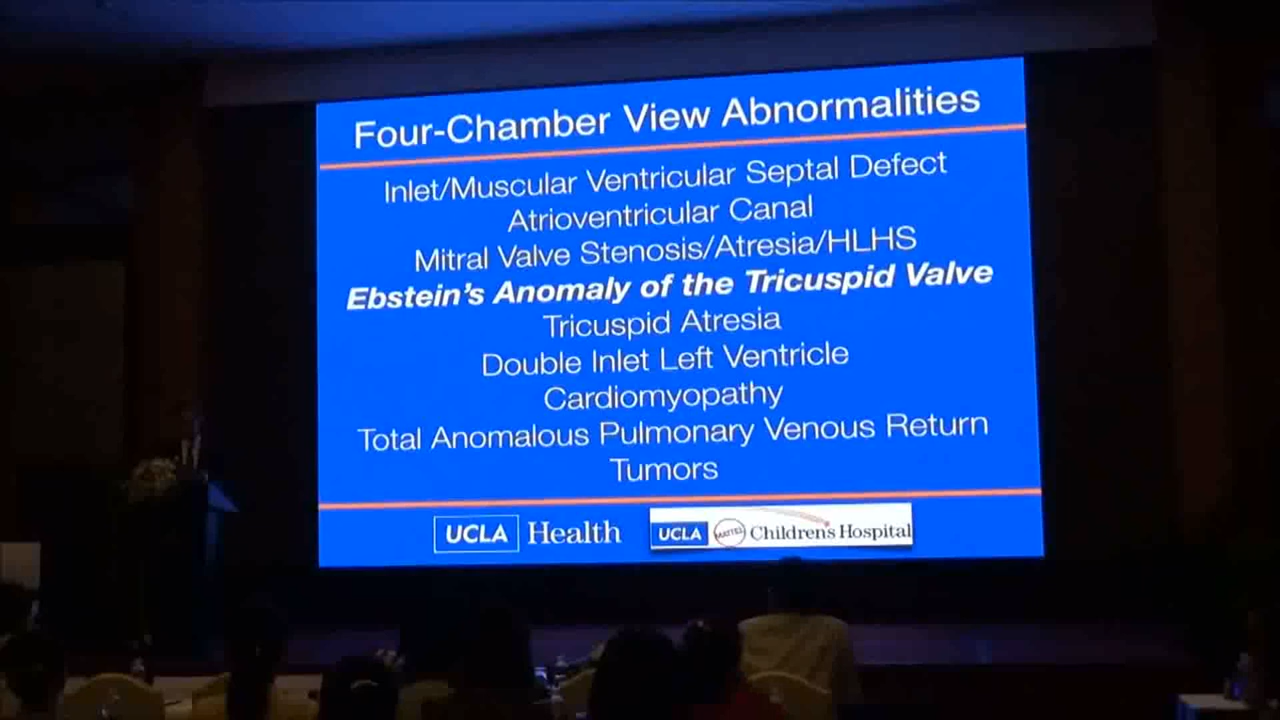 Four-Chamber View Abnormalities
Inlet/Muscular Ventricular Septal Defect
Atrioventricular Canal
Mitral Valve Stenosis/Atresia/HLHS
Ebstein's Anomaly of the Tricuspid Valve
Tricuspid Atresia
Double Inlet Left Ventricle
Cardiomyopathy
Total Anomalous Pulmonary Venous Return
Tumors
UCLA Health
UCLA MATTEL Children's Hospital